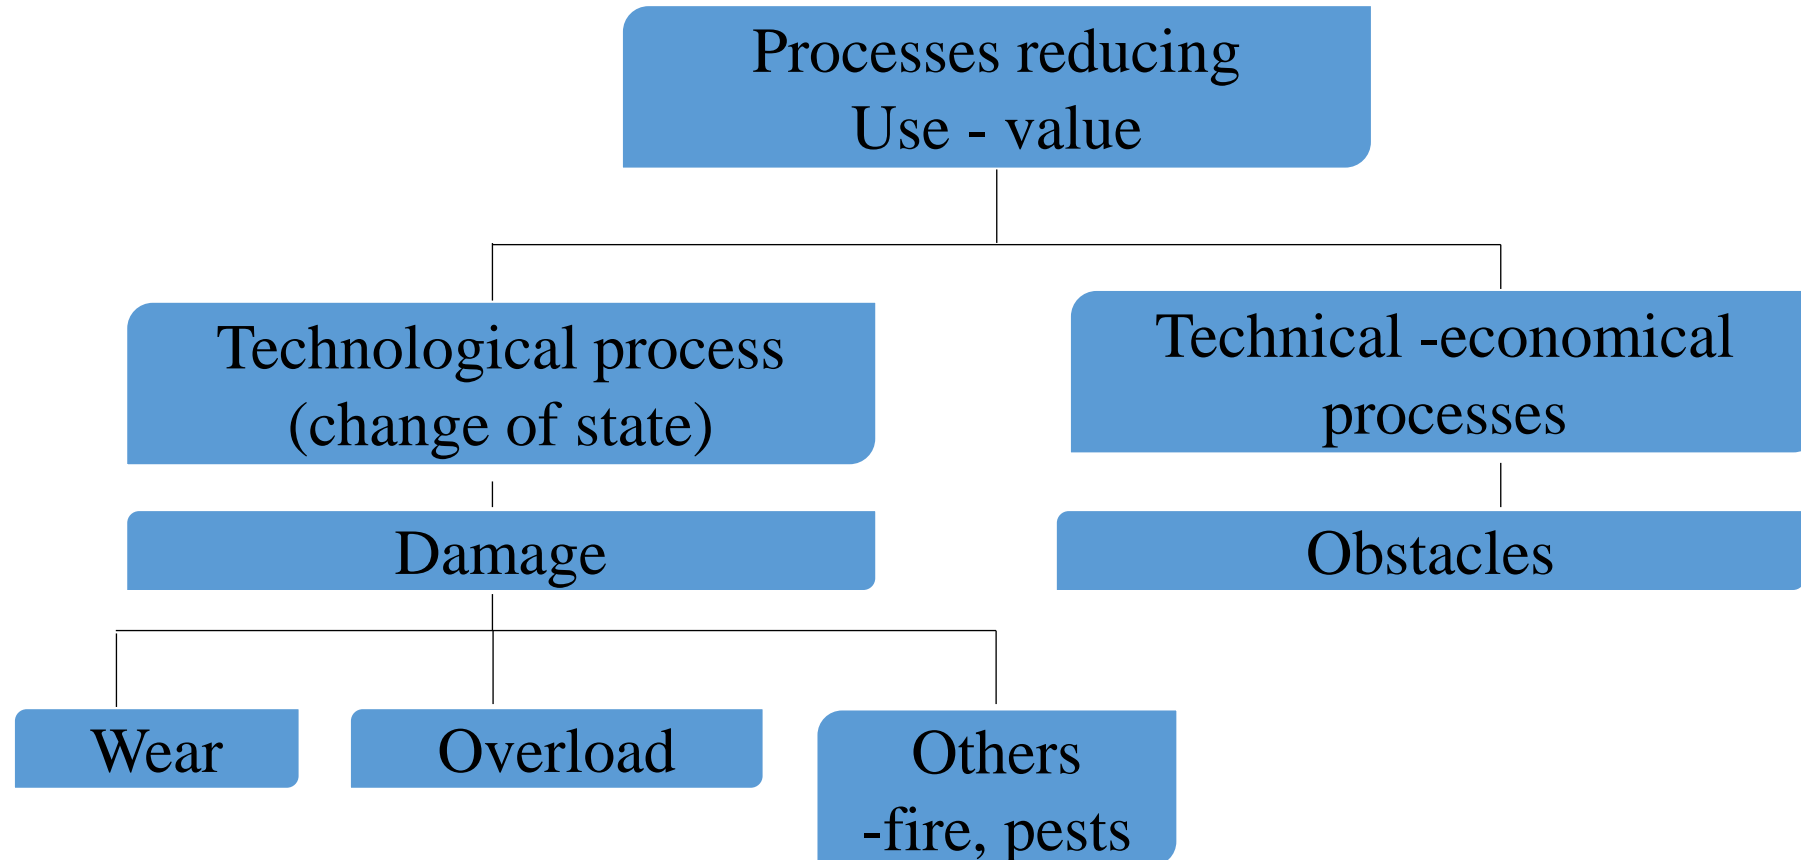 Processes reducing
Use - value
Technological process
(change of state)
Technical -economical
processes
Damage
Obstacles
Wear
Overload
Others
-fire, pests